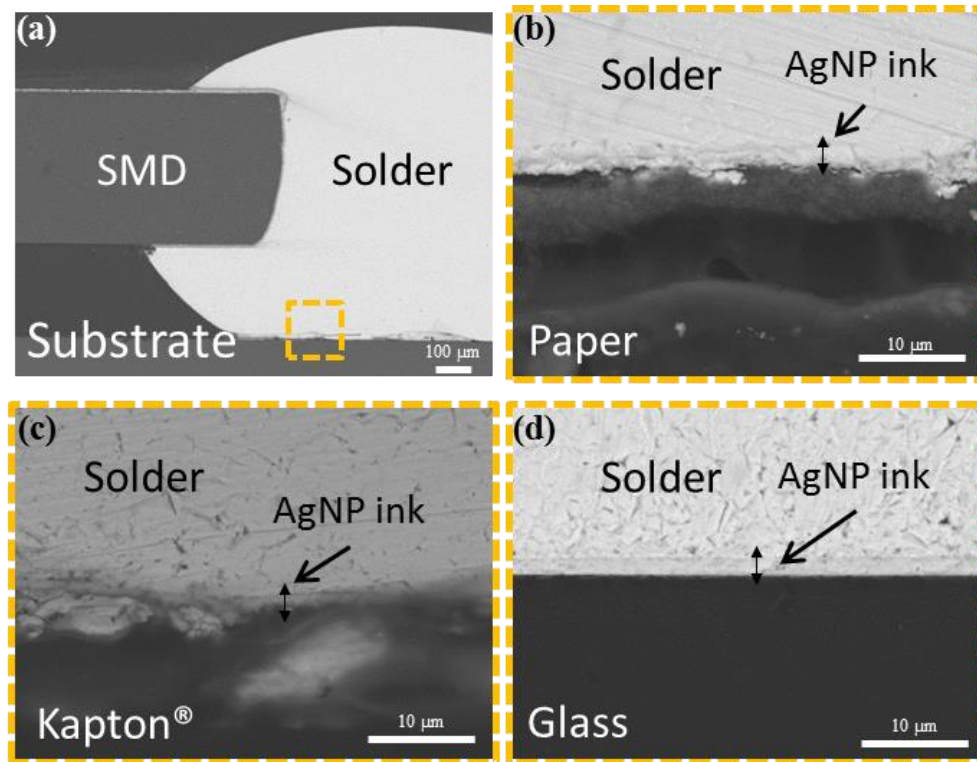 (a)
SMD
Solder
Substrate
100 μm
(b)
Solder
AgNP ink
Paper
10 μm
(c)
Solder
AgNP ink
Kapton®
10 μm
(d)
Solder
AgNP ink
Glass
10 μm